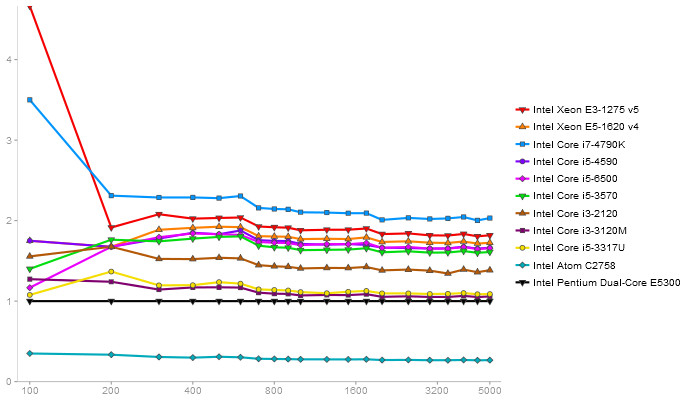 4
3
2
1
0
100 200 400 800 1600 3200 5000
Intel Xeon E3-1275 v5
Intel Xeon E5-1620 v4
Intel Core i7-4790K
Intel Core i5-4590
Intel Core i5-6500
Intel Core i5-3570
Intel Core i3-2120
Intel Core i3-3120M
Intel Core i5-3317U
Intel Atom C2758
Intel Pentium Dual-Core E5300